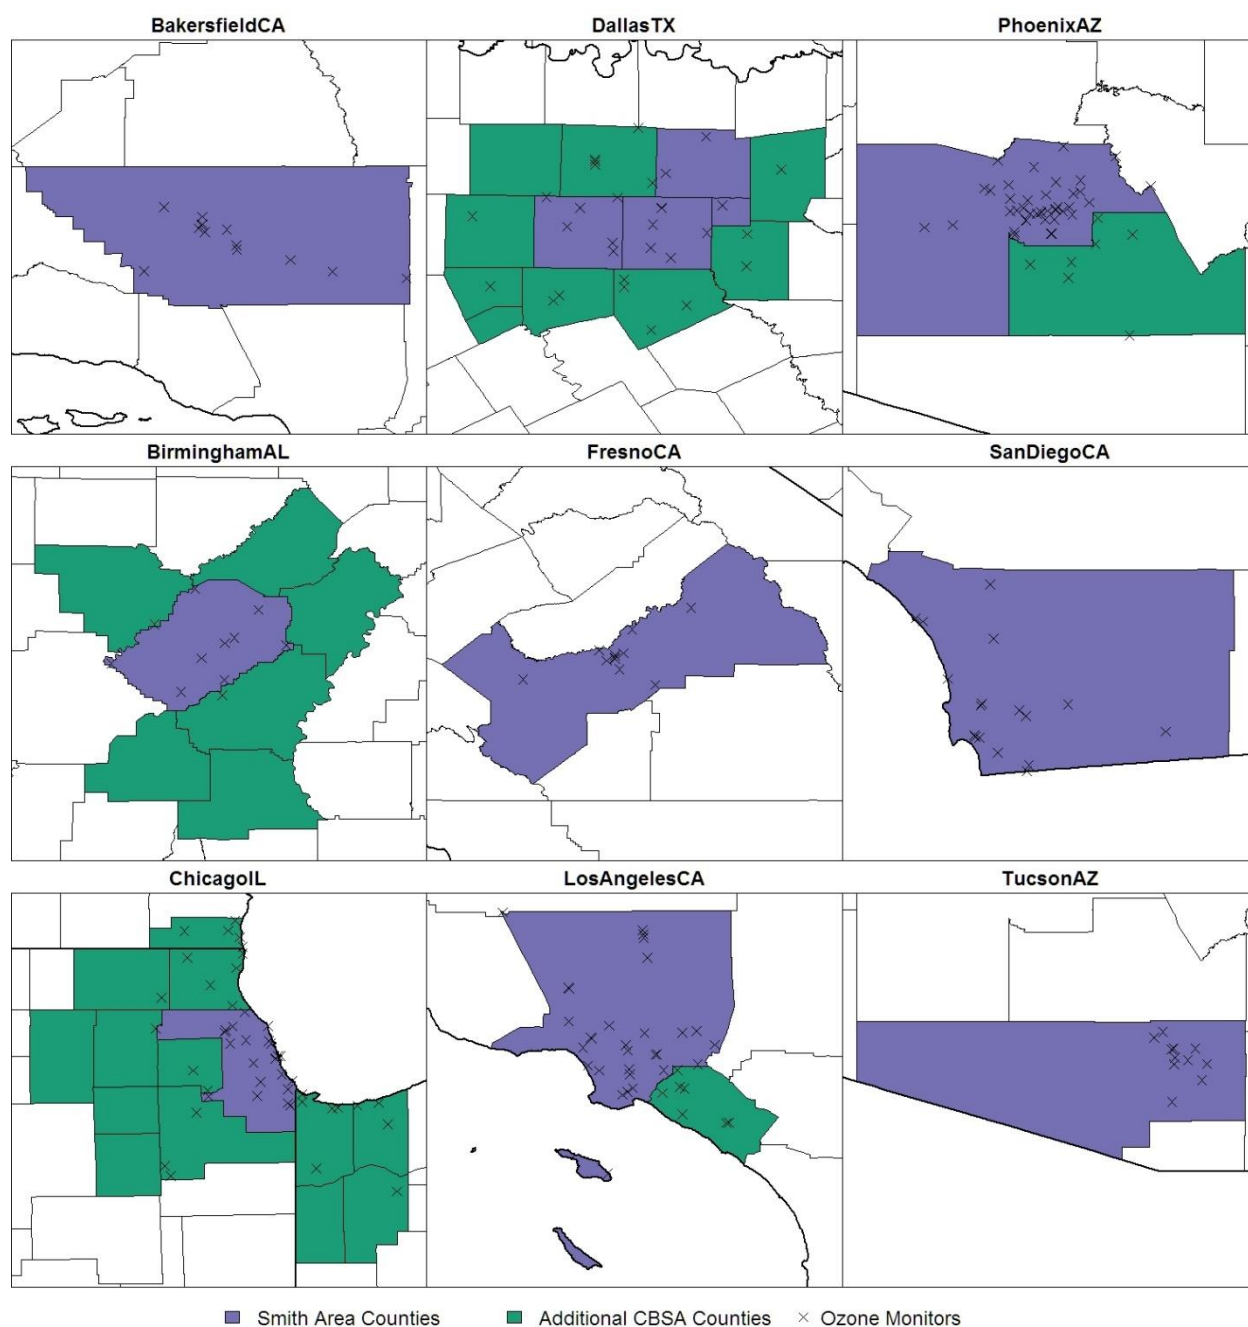 BakersfieldCA
DallasTX
PhoenixAZ
BirminghamAL
FresnoCA
SanDiegoCA
ChicagoIL
LosAngelesCA
TucsonAZ
Smith Area Counties
Additional CBSA Counties
Ozone Monitors